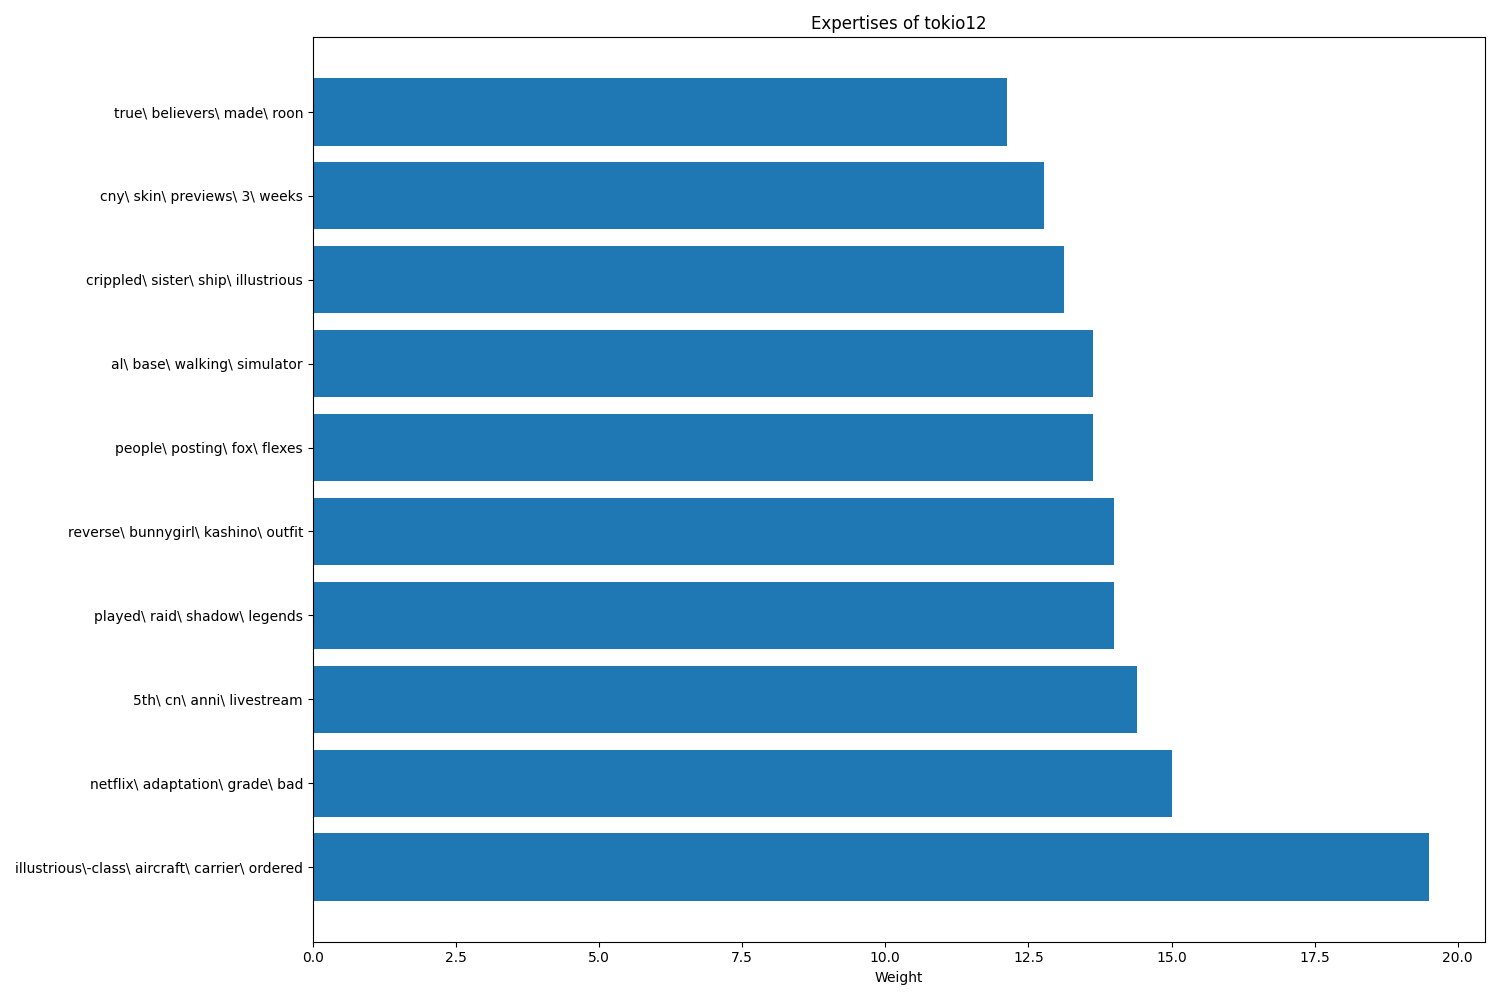 Expertises of tokio12
true\ believers\ made\ roon
cny\ skin\ previews\ 3\ weeks
crippled\ sister\ ship\ illustrious
al\ base\ walking\ simulator
people\ posting\ fox\ flexes
reverse\ bunnygirl\ kashino\ outfit
played\ raid\ shadow\ legends
5th\ cn\ anni\ livestream
netflix\ adaptation\ grade\ bad
illustrious\-class\ aircraft\ carrier\ ordered
0.0 2.5 5.0 7.5 10.0 12.5 15.0 17.5 20.0
Weight